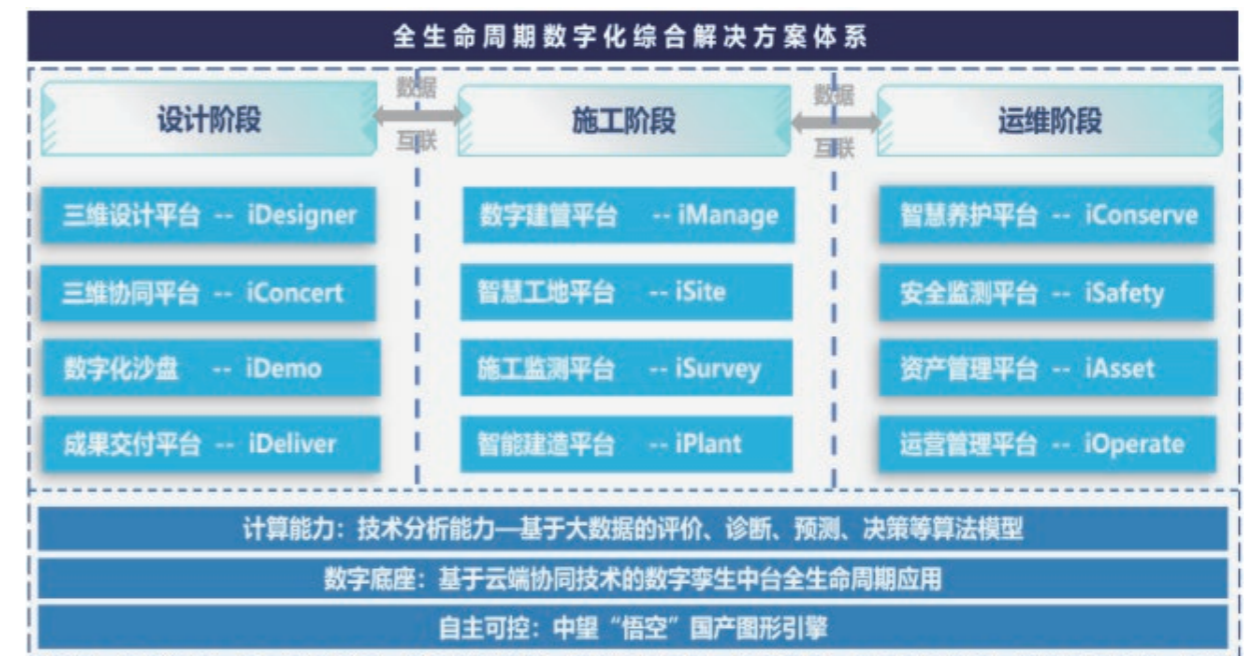 全生命周期数字化综合解决方案体系
设计阶段
数据
互联
施工阶段
数据
互联
运维阶段
三维设计平台 -- iDesigner
三维协同平台 -- iConcert
数字化沙盘 -- iDemo
成果交付平台 -- iDeliver
数字建管平台 -- iManage
智慧工地平台 -- iSite
施工监测平台 -- iSurvey
智能建造平台 -- iPlant
智慧养护平台 -- iConserve
安全监测平台 -- iSafety
资产管理平台 -- iAsset
运营管理平台 -- iOperate
计算能力：技术分析能力—基于大数据的评价、诊断、预测、决策等算法模型
数字底座：基于云端协同技术的数字孪生中台全生命周期应用
自主可控：中望“悟空”国产图形引擎